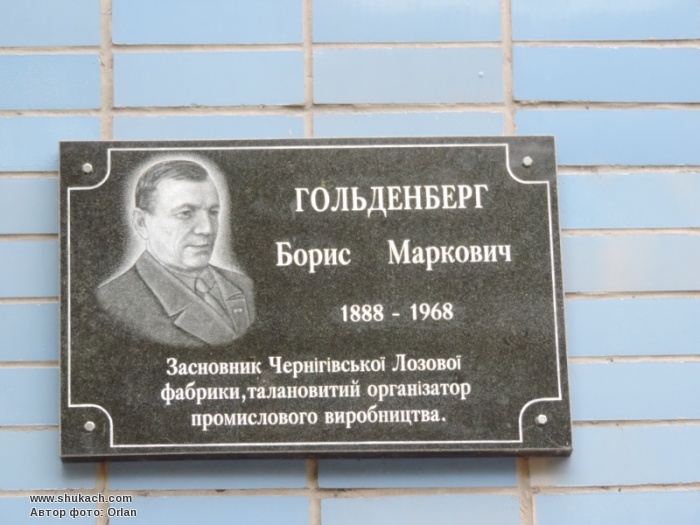 ГОЛЬДЕНБЕРГ
Борис Маркович
1888 - 1968
Засновник Чернігівської Лозової
фабрики,талановитий організатор
промислового виробництва.
www.shukach.com
Автор фото: Orlan